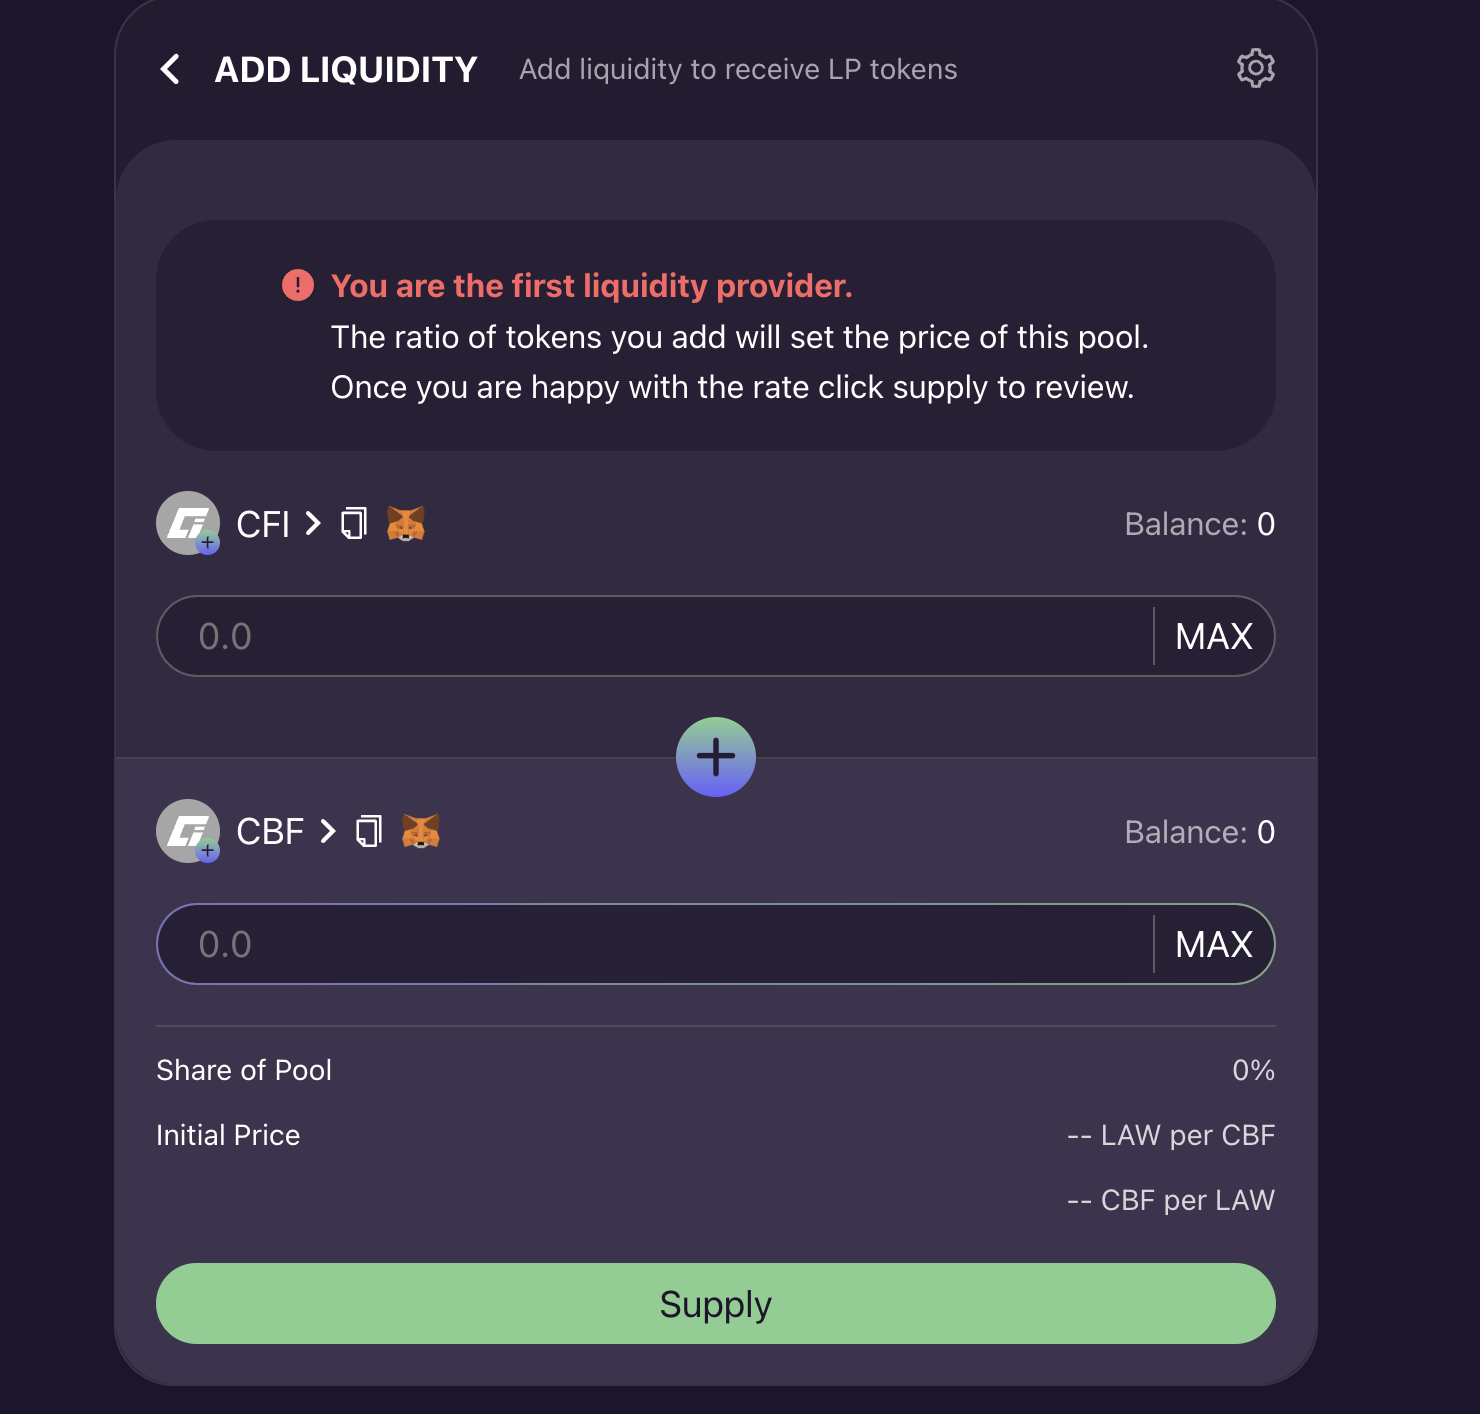 ADD LIQUIDITY Add liquidity to receive LP tokens
You are the first liquidity provider.
The ratio of tokens you add will set the price of this pool.
Once you are happy with the rate click supply to review.
CFI Balance: 0
0.0 MAX
CBF Balance: 0
0.0 MAX
Share of Pool 0%
Initial Price -- LAW per CBF
-- CBF per LAW
Supply